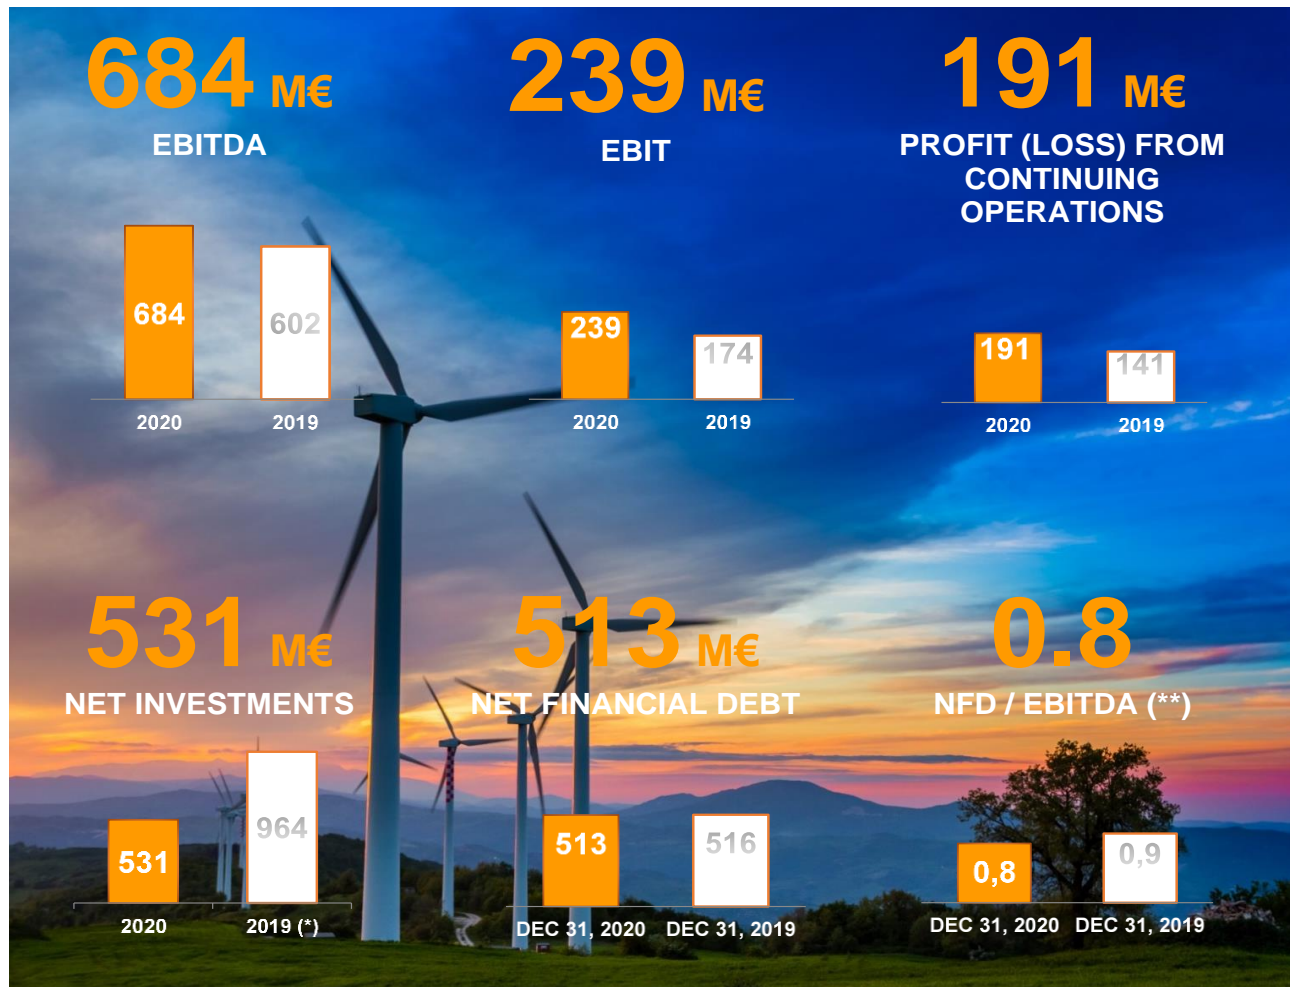 684 M€
EBITDA
684
602
2020
2019
239 M€
EBIT
239
174
2020
2019
191 M€
PROFIT (LOSS) FROM
CONTINUING
OPERATIONS
191
141
2020
2019
531 M€
NET INVESTMENTS
531
964
2020
2019 (*)
513 M€
NET FINANCIAL DEBT
513
516
DEC 31, 2020
DEC 31, 2019
0.8
NFD / EBITDA (**)
0,8
0,9
DEC 31, 2020
DEC 31, 2019